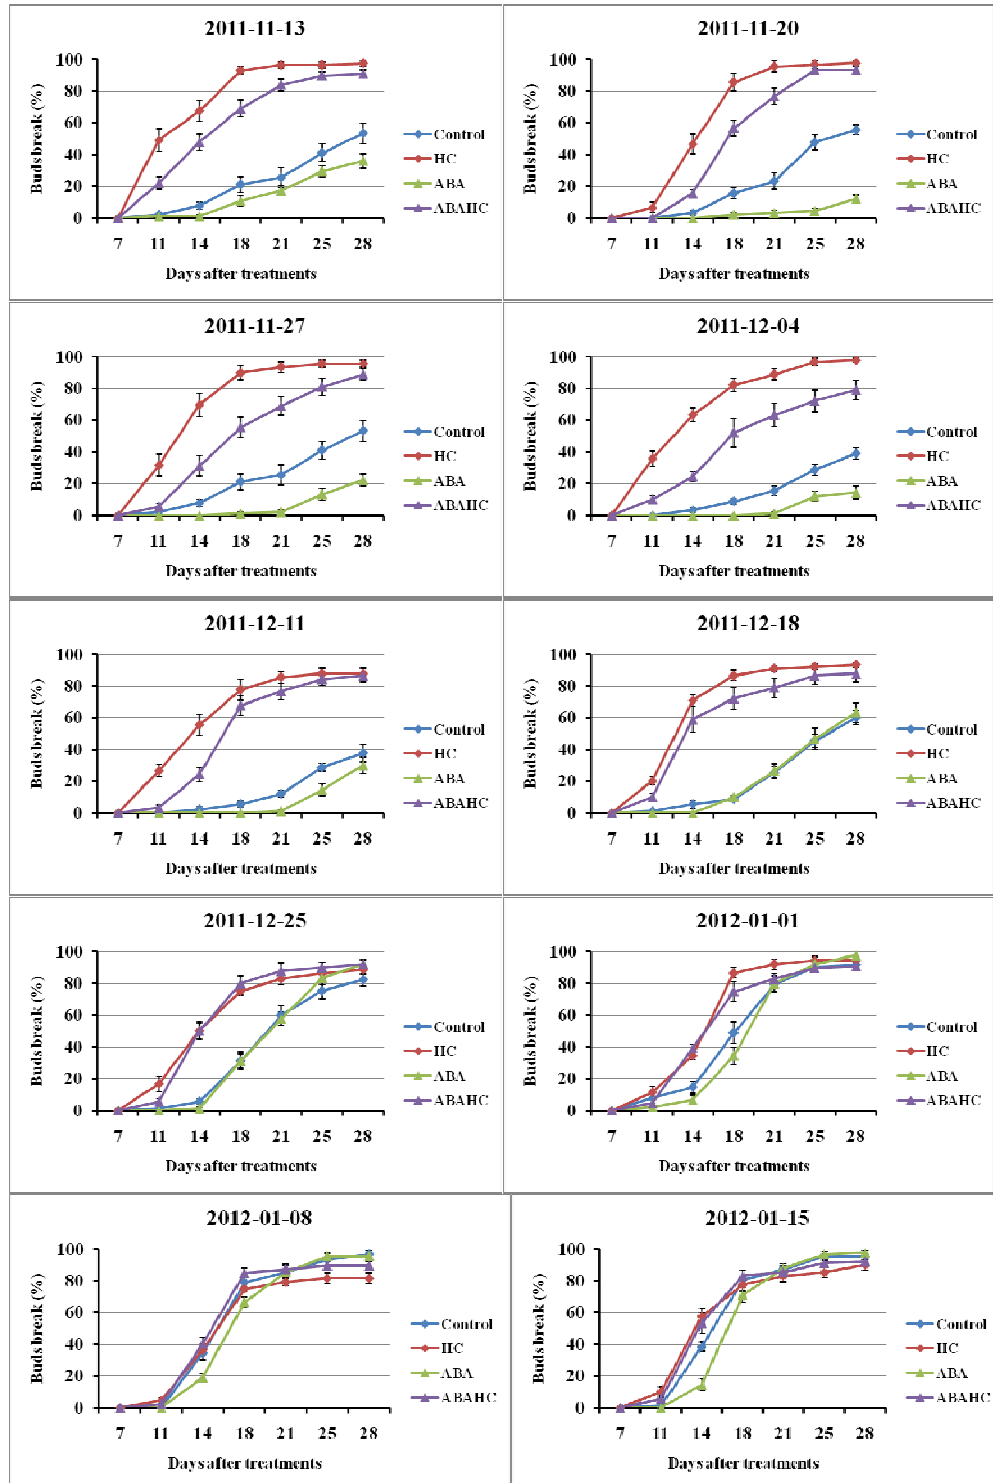 2011-11-13
Buds break (%)
100
80
60
40
20
0
7 11 14 18 21 25 28
Days after treatments
Control
HC
ABA
ABAHC
2011-11-20
Buds break (%)
100
80
60
40
20
0
7 11 14 18 21 25 28
Days after treatments
Control
HC
ABA
ABAHC
2011-11-27
Buds break (%)
100
80
60
40
20
0
7 11 14 18 21 25 28
Days after treatments
Control
HC
ABA
ABAHC
2011-12-04
Buds break (%)
100
80
60
40
20
0
7 11 14 18 21 25 28
Days after treatments
Control
HC
ABA
ABAHC
2011-12-11
Buds break (%)
100
80
60
40
20
0
7 11 14 18 21 25 28
Days after treatments
Control
HC
ABA
ABAHC
2011-12-18
Buds break (%)
100
80
60
40
20
0
7 11 14 18 21 25 28
Days after treatments
Control
HC
ABA
ABAHC
2011-12-25
Buds break (%)
100
80
60
40
20
0
7 11 14 18 21 25 28
Days after treatments
Control
HC
ABA
ABAHC
2012-01-01
Buds break (%)
100
80
60
40
20
0
7 11 14 18 21 25 28
Days after treatments
Control
HC
ABA
ABAHC
2012-01-08
Buds break (%)
100
80
60
40
20
0
7 11 14 18 21 25 28
Days after treatments
Control
HC
ABA
ABAHC
2012-01-15
Buds break (%)
100
80
60
40
20
0
7 11 14 18 21 25 28
Days after treatments
Control
HC
ABA
ABAHC